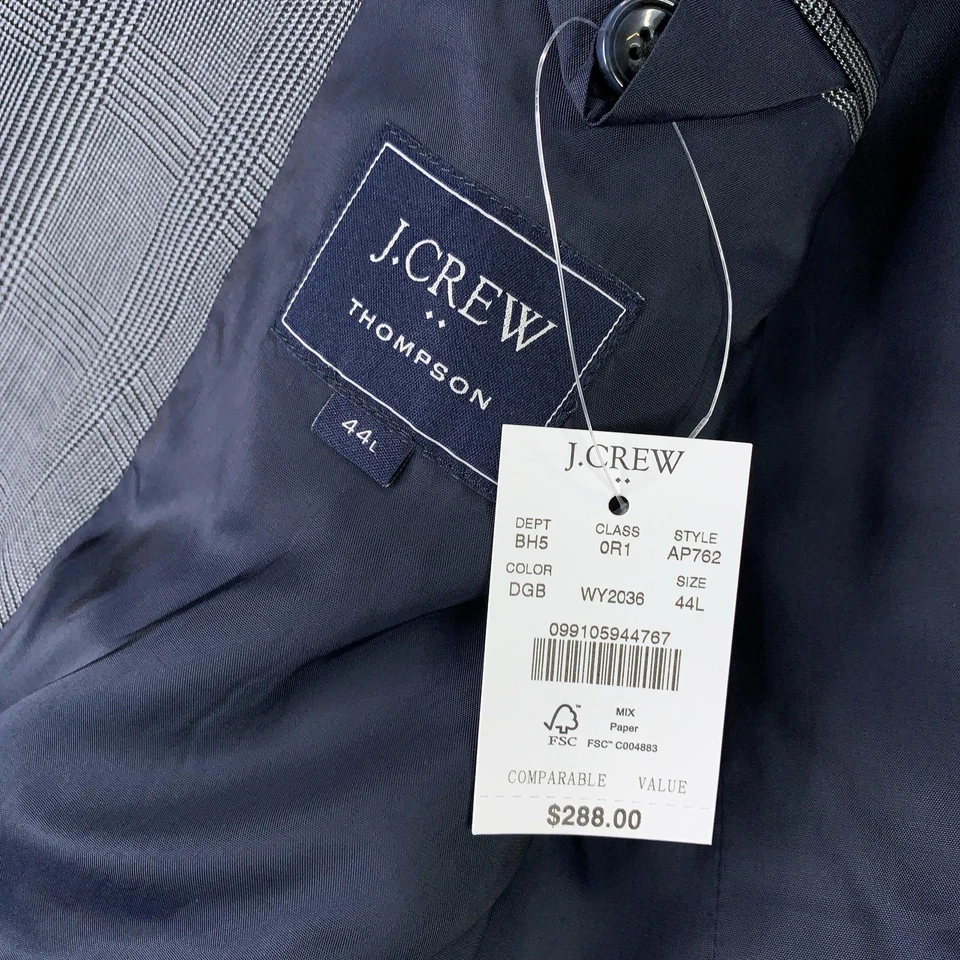 J.CREW
THOMPSON
44L
J.CREW
DEPT CLASS STYLE
BH5 0R1 AP762
COLOR SIZE
DGB WY2036 44L
099105944767
MIX
Paper
FSC FSC™ C004883
COMPARABLE VALUE
$288.00